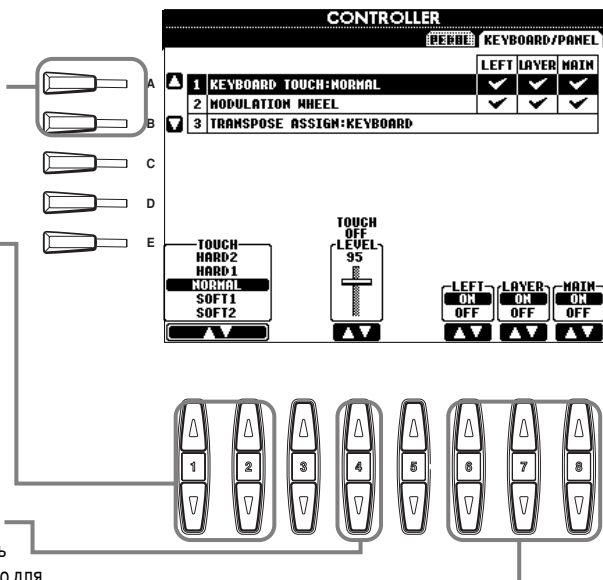 CONTROLLER
PEDAL KEYBOARD/PANEL
LEFT LAYER MAIN
A 1 KEYBOARD TOUCH:NORMAL
B 2 MODULATION WHEEL
3 TRANSPOSE ASSIGN:KEYBOARD
C
D
E
TOUCH
HARD2
HARD1
NORMAL
SOFT1
SOFT2
TOUCH
OFF
LEVEL
95
LEFT LAYER MAIN
ON ON ON
OFF OFF OFF
1 2 3 4 5 6 7 8
ь
о для